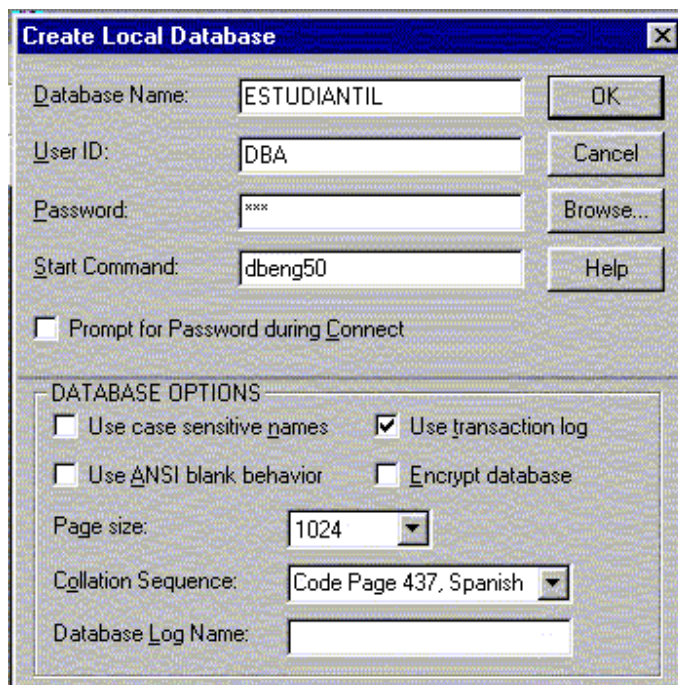 Create Local Database
Database Name: ESTUDIANTIL OK
User ID: DBA Cancel
Password: *** Browse...
Start Command: dbeng50 Help
Prompt for Password during Connect
DATABASE OPTIONS
Use case sensitive names Use transaction log
Use ANSI blank behavior Encrypt database
Page size: 1024
Collation Sequence: Code Page 437, Spanish
Database Log Name: